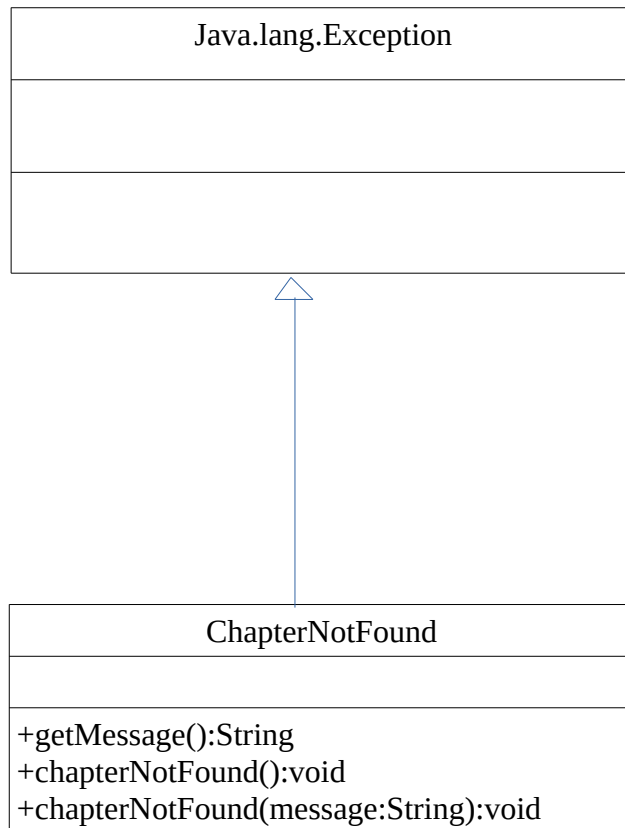 Java.lang.Exception
ChapterNotFound
+getMessage():String
+chapterNotFound():void
+chapterNotFound(message:String):void